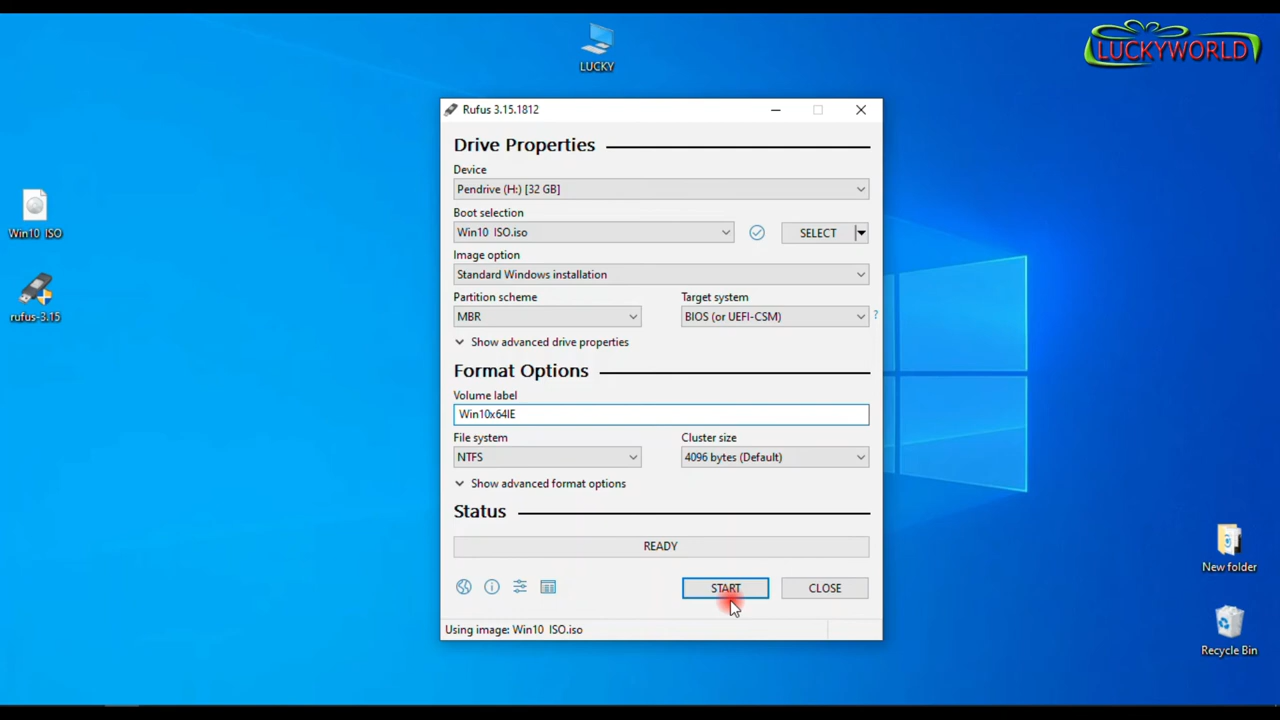 LUCKY
LUCKYWORLD
Rufus 3.15.1812
Drive Properties
Device
Pendrive (H:) [32 GB]
Boot selection
Win10 ISO.iso
SELECT
Image option
Standard Windows installation
Partition scheme
Target system
MBR
BIOS (or UEFI-CSM)
?
Show advanced drive properties
Format Options
Volume label
Win10x64IE
File system
Cluster size
NTFS
4096 bytes (Default)
Show advanced format options
Status
READY
START
CLOSE
Using image: Win10 ISO.iso
Win10 ISO
rufus-3.15
New folder
Recycle Bin